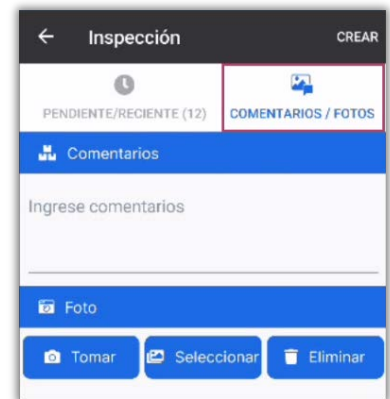 Inspección CREAR
PENDIENTE/RECIENTE (12) COMENTARIOS / FOTOS
Comentarios
Ingrese comentarios
Foto
Tomar Seleccionar Eliminar